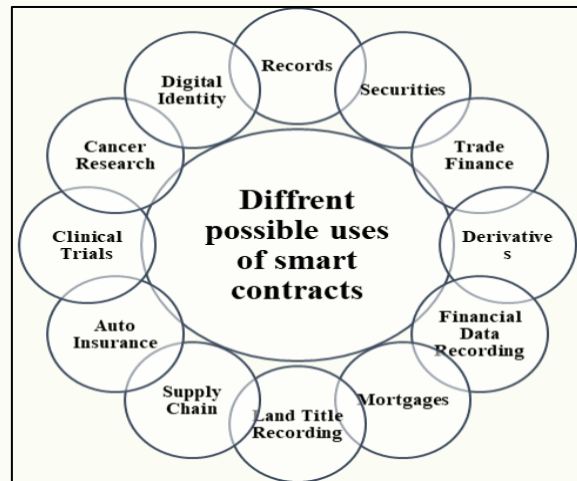 Records
Securities
Trade
Finance
Derivative
s
Financial
Data
Recording
Mortgages
Land Title
Recording
Supply
Chain
Auto
Insurance
Clinical
Trials
Cancer
Research
Digital
Identity
Diffrent
possible uses
of smart
contracts